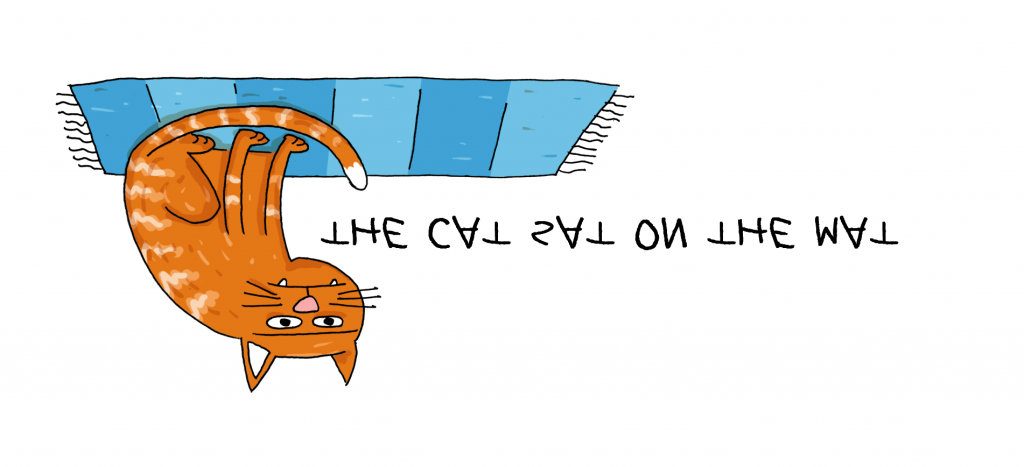 THE CAT SAT ON THE MAT